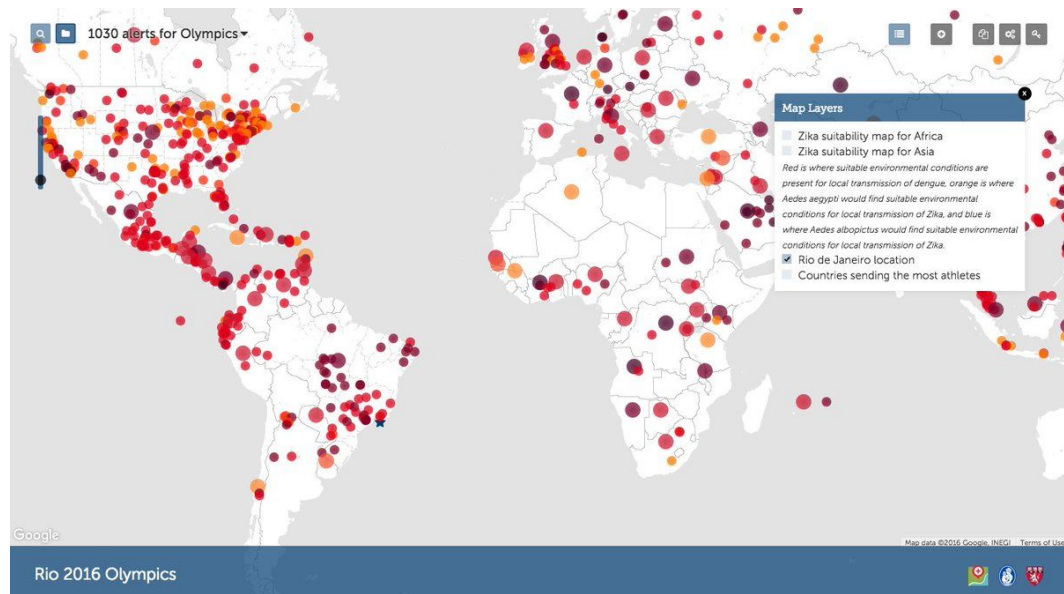 1030 alerts for Olympics
Map Layers
x
Zika suitability map for Africa
Zika suitability map for Asia
Red is where suitable environmental conditions are
present for local transmission of dengue, orange is where
Aedes aegypti would find suitable environmental
conditions for local transmission of Zika, and blue is
where Aedes albopictus would find suitable environmental
conditions for local transmission of Zika.
Rio de Janeiro location
Countries sending the most athletes
Google
Map data ©2016 Google, INEGI Terms of Use
Rio 2016 Olympics